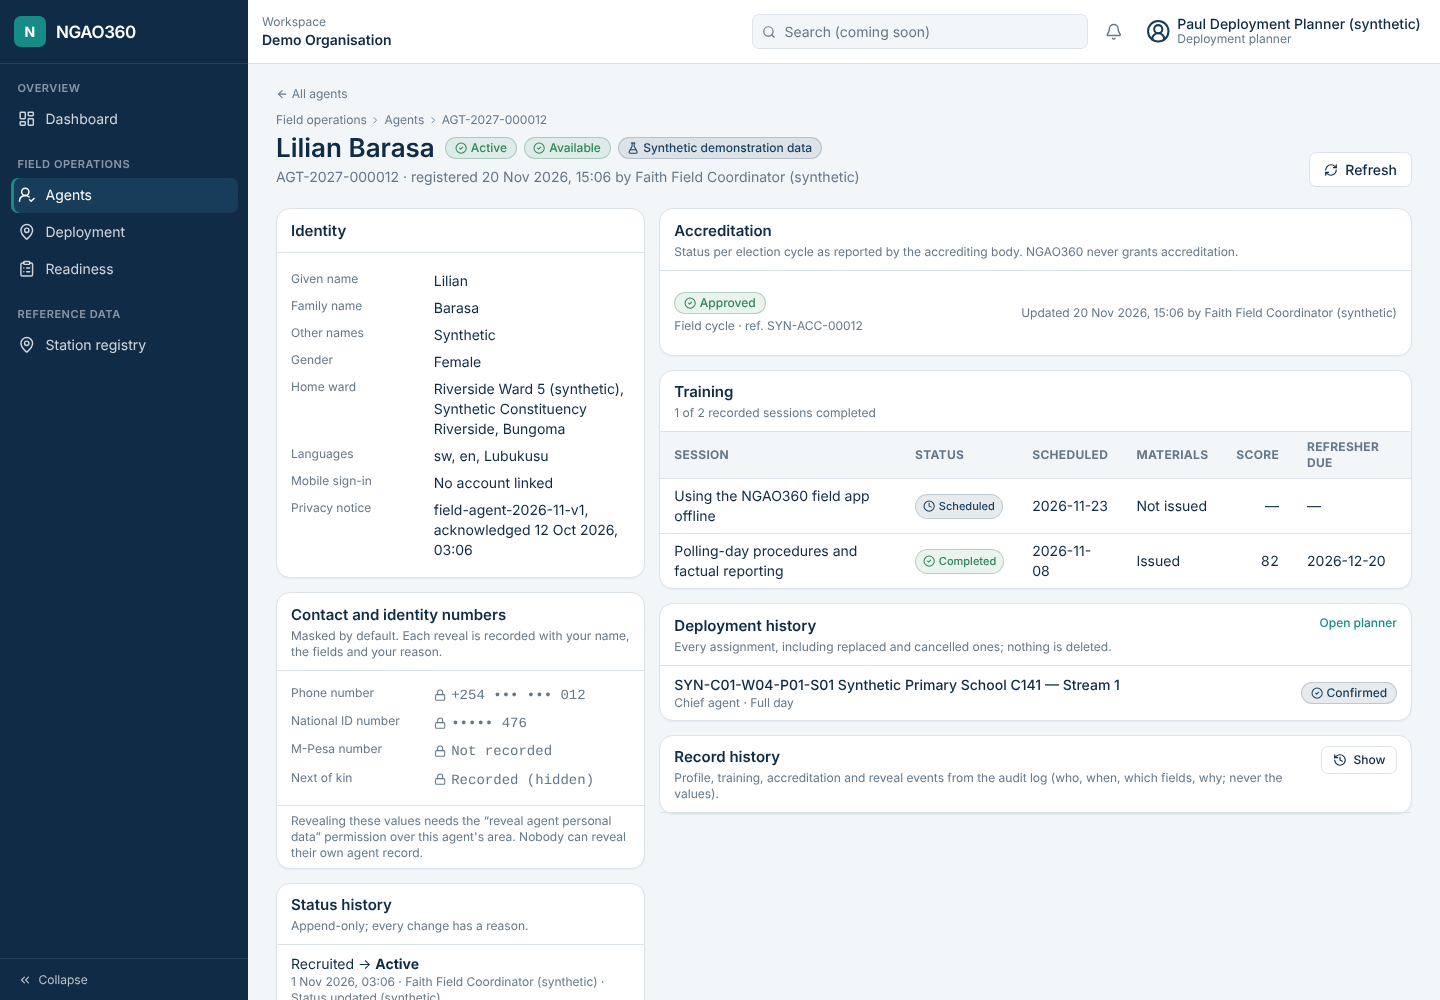 N NGAO360
OVERVIEW
Dashboard
FIELD OPERATIONS
Agents
Deployment
Readiness
REFERENCE DATA
Station registry
Collapse
Workspace
Demo Organisation
Search (coming soon)
Paul Deployment Planner (synthetic)
Deployment planner
← All agents
Field operations › Agents › AGT-2027-000012
Lilian Barasa Active Available Synthetic demonstration data
AGT-2027-000012 · registered 20 Nov 2026, 15:06 by Faith Field Coordinator (synthetic)
Refresh
Identity
Given name Lilian
Family name Barasa
Other names Synthetic
Gender Female
Home ward Riverside Ward 5 (synthetic),
Synthetic Constituency
Riverside, Bungoma
Languages sw, en, Lubukusu
Mobile sign-in No account linked
Privacy notice field-agent-2026-11-v1,
acknowledged 12 Oct 2026,
03:06
Contact and identity numbers
Masked by default. Each reveal is recorded with your name,
the fields and your reason.
Phone number +254 ••• ••• 012
National ID number ••••• 476
M-Pesa number Not recorded
Next of kin Recorded (hidden)
Revealing these values needs the “reveal agent personal
data” permission over this agent's area. Nobody can reveal
their own agent record.
Status history
Append-only; every change has a reason.
Recruited → Active
1 Nov 2026, 03:06 · Faith Field Coordinator (synthetic) ·
Status updated (synthetic)
Accreditation
Status per election cycle as reported by the accrediting body. NGAO360 never grants accreditation.
Approved
Field cycle · ref. SYN-ACC-00012
Updated 20 Nov 2026, 15:06 by Faith Field Coordinator (synthetic)
Training
1 of 2 recorded sessions completed
SESSION STATUS SCHEDULED MATERIALS SCORE REFRESHER
DUE
Using the NGAO360 field app
offline
Scheduled 2026-11-23 Not issued — —
Polling-day procedures and
factual reporting
Completed 2026-11-
08
Issued 82 2026-12-20
Deployment history
Open planner
Every assignment, including replaced and cancelled ones; nothing is deleted.
SYN-C01-W04-P01-S01 Synthetic Primary School C141 — Stream 1
Chief agent · Full day
Confirmed
Record history
Show
Profile, training, accreditation and reveal events from the audit log (who, when, which fields, why; never the
values).